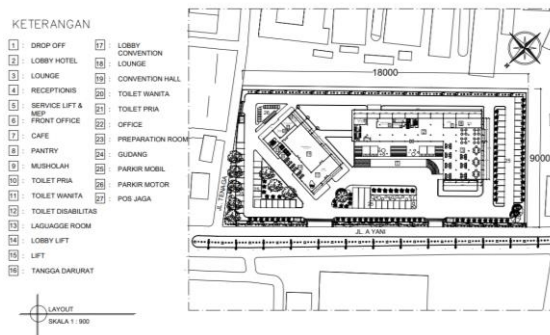 KETERANGAN
1 : DROP OFF
2 : LOBBY HOTEL
3 : LOUNGE
4 : RECEPTIONIS
5 : SERVICE LIFT &
MEP
6 : FRONT OFFICE
7 : CAFE
8 : PANTRY
9 : MUSHOLAH
10 : TOILET PRIA
11 : TOILET WANITA
12 : TOILET DISABILITAS
13 : LAGUAGGE ROOM
14 : LOBBY LIFT
15 : LIFT
16 : TANGGA DARURAT
17 : LOBBY
CONVENTION
18 : LOUNGE
19 : CONVENTION HALL
20 : TOILET WANITA
21 : TOILET PRIA
22 : OFFICE
23 : PREPARATION ROOM
24 : GUDANG
25 : PARKIR MOBIL
26 : PARKIR MOTOR
27 : POS JAGA
18000
9000
JL. TENAGA
JL. A YANI
LAYOUT
SKALA 1 : 900